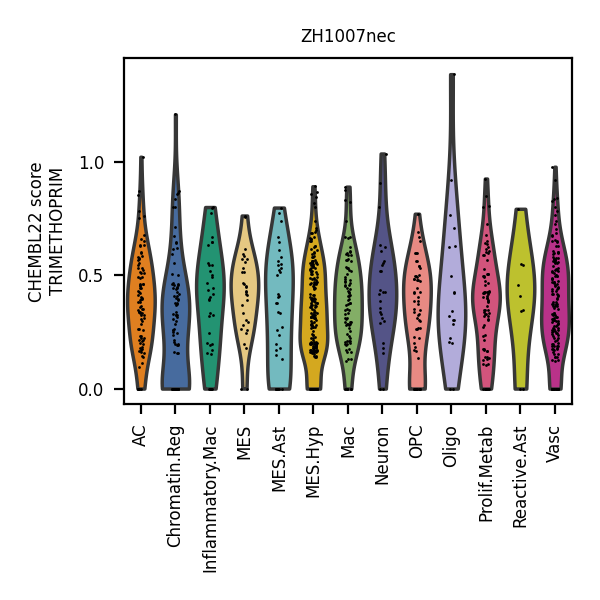 ZH1007nec
CHEMBL22 score
TRIMETHOPRIM
1.0
0.5
0.0
AC
Chromatin.Reg
Inflammatory.Mac
MES
MES.Ast
MES.Hyp
Mac
Neuron
OPC
Oligo
Prolif.Metab
Reactive.Ast
Vasc